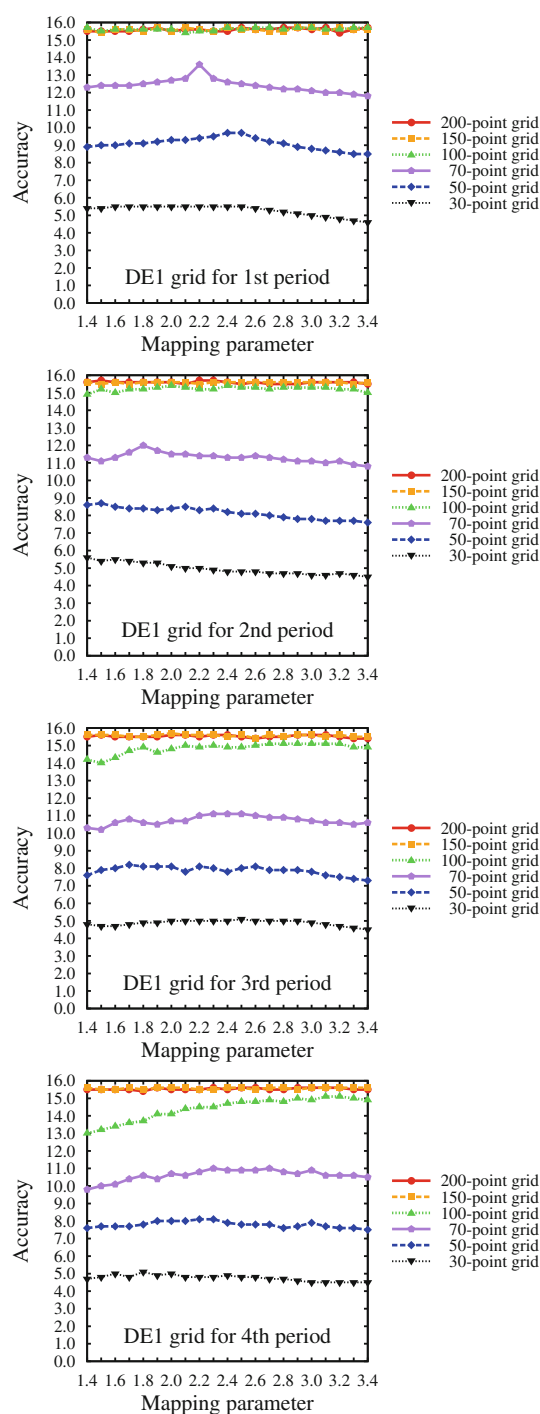 16.0
15.0
14.0
13.0
12.0
11.0
10.0
9.0
8.0
7.0
6.0
5.0
4.0
3.0
2.0
1.0
0.0
Accuracy
DE1 grid for 1st period
1.4 1.8 2.0 2.2 2.4 2.6 2.8 3.0 3.4
Mapping parameter
200-point grid
150-point grid
100-point grid
70-point grid
50-point grid
30-point grid
16.0
15.0
14.0
13.0
12.0
11.0
10.0
9.0
8.0
7.0
6.0
5.0
4.0
3.0
2.0
1.0
0.0
Accuracy
DE1 grid for 2nd period
1.4 1.6 1.8 2.0 2.2 2.4 2.6 2.8 3.0 3.2 3.4
Mapping parameter
200-point grid
150-point grid
100-point grid
70-point grid
50-point grid
30-point grid
16.0
15.0
14.0
13.0
12.0
11.0
10.0
9.0
8.0
7.0
6.0
5.0
4.0
3.0
2.0
1.0
0.0
Accuracy
DE1 grid for 3rd period
1.4 1.6 1.8 2.0 2.2 2.4 2.6 2.8 3.0 3.2 3.4
Mapping parameter
200-point grid
150-point grid
100-point grid
70-point grid
50-point grid
30-point grid
16.0
15.0
14.0
13.0
12.0
11.0
10.0
9.0
8.0
7.0
6.0
5.0
4.0
3.0
2.0
1.0
0.0
Accuracy
DE1 grid for 4th period
1.4 1.6 1.8 2.0 2.2 2.4 2.6 2.8 3.0 3.2 3.4
Mapping parameter
200-point grid
150-point grid
100-point grid
70-point grid
50-point grid
30-point grid